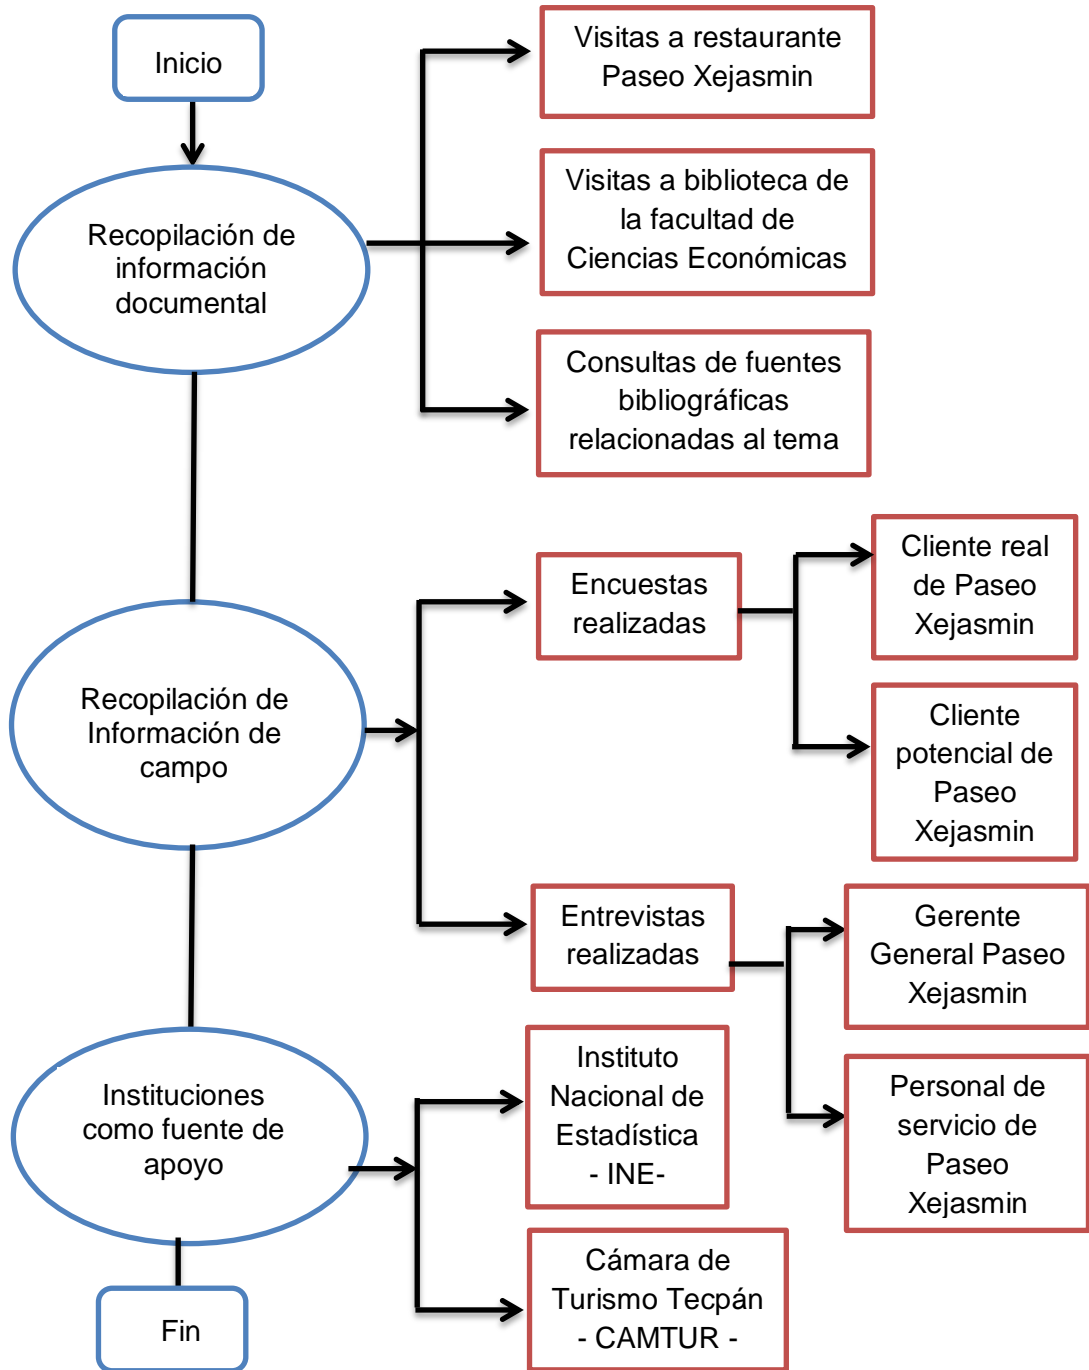 Inicio
Visitas a restaurante
Paseo Xejasmin
Recopilación de
información
documental
Visitas a biblioteca de
la facultad de
Ciencias Económicas
Consultas de fuentes
bibliográficas
relacionadas al tema
Recopilación de
Información de
campo
Encuestas
realizadas
Cliente real
de Paseo
Xejasmin
Cliente
potencial de
Paseo
Xejasmin
Entrevistas
realizadas
Gerente
General Paseo
Xejasmin
Personal de
servicio de
Paseo
Xejasmin
Instituciones
como fuente de
apoyo
Instituto
Nacional de
Estadística
- INE-
Cámara de
Turismo Tecpán
- CAMTUR -
Fin